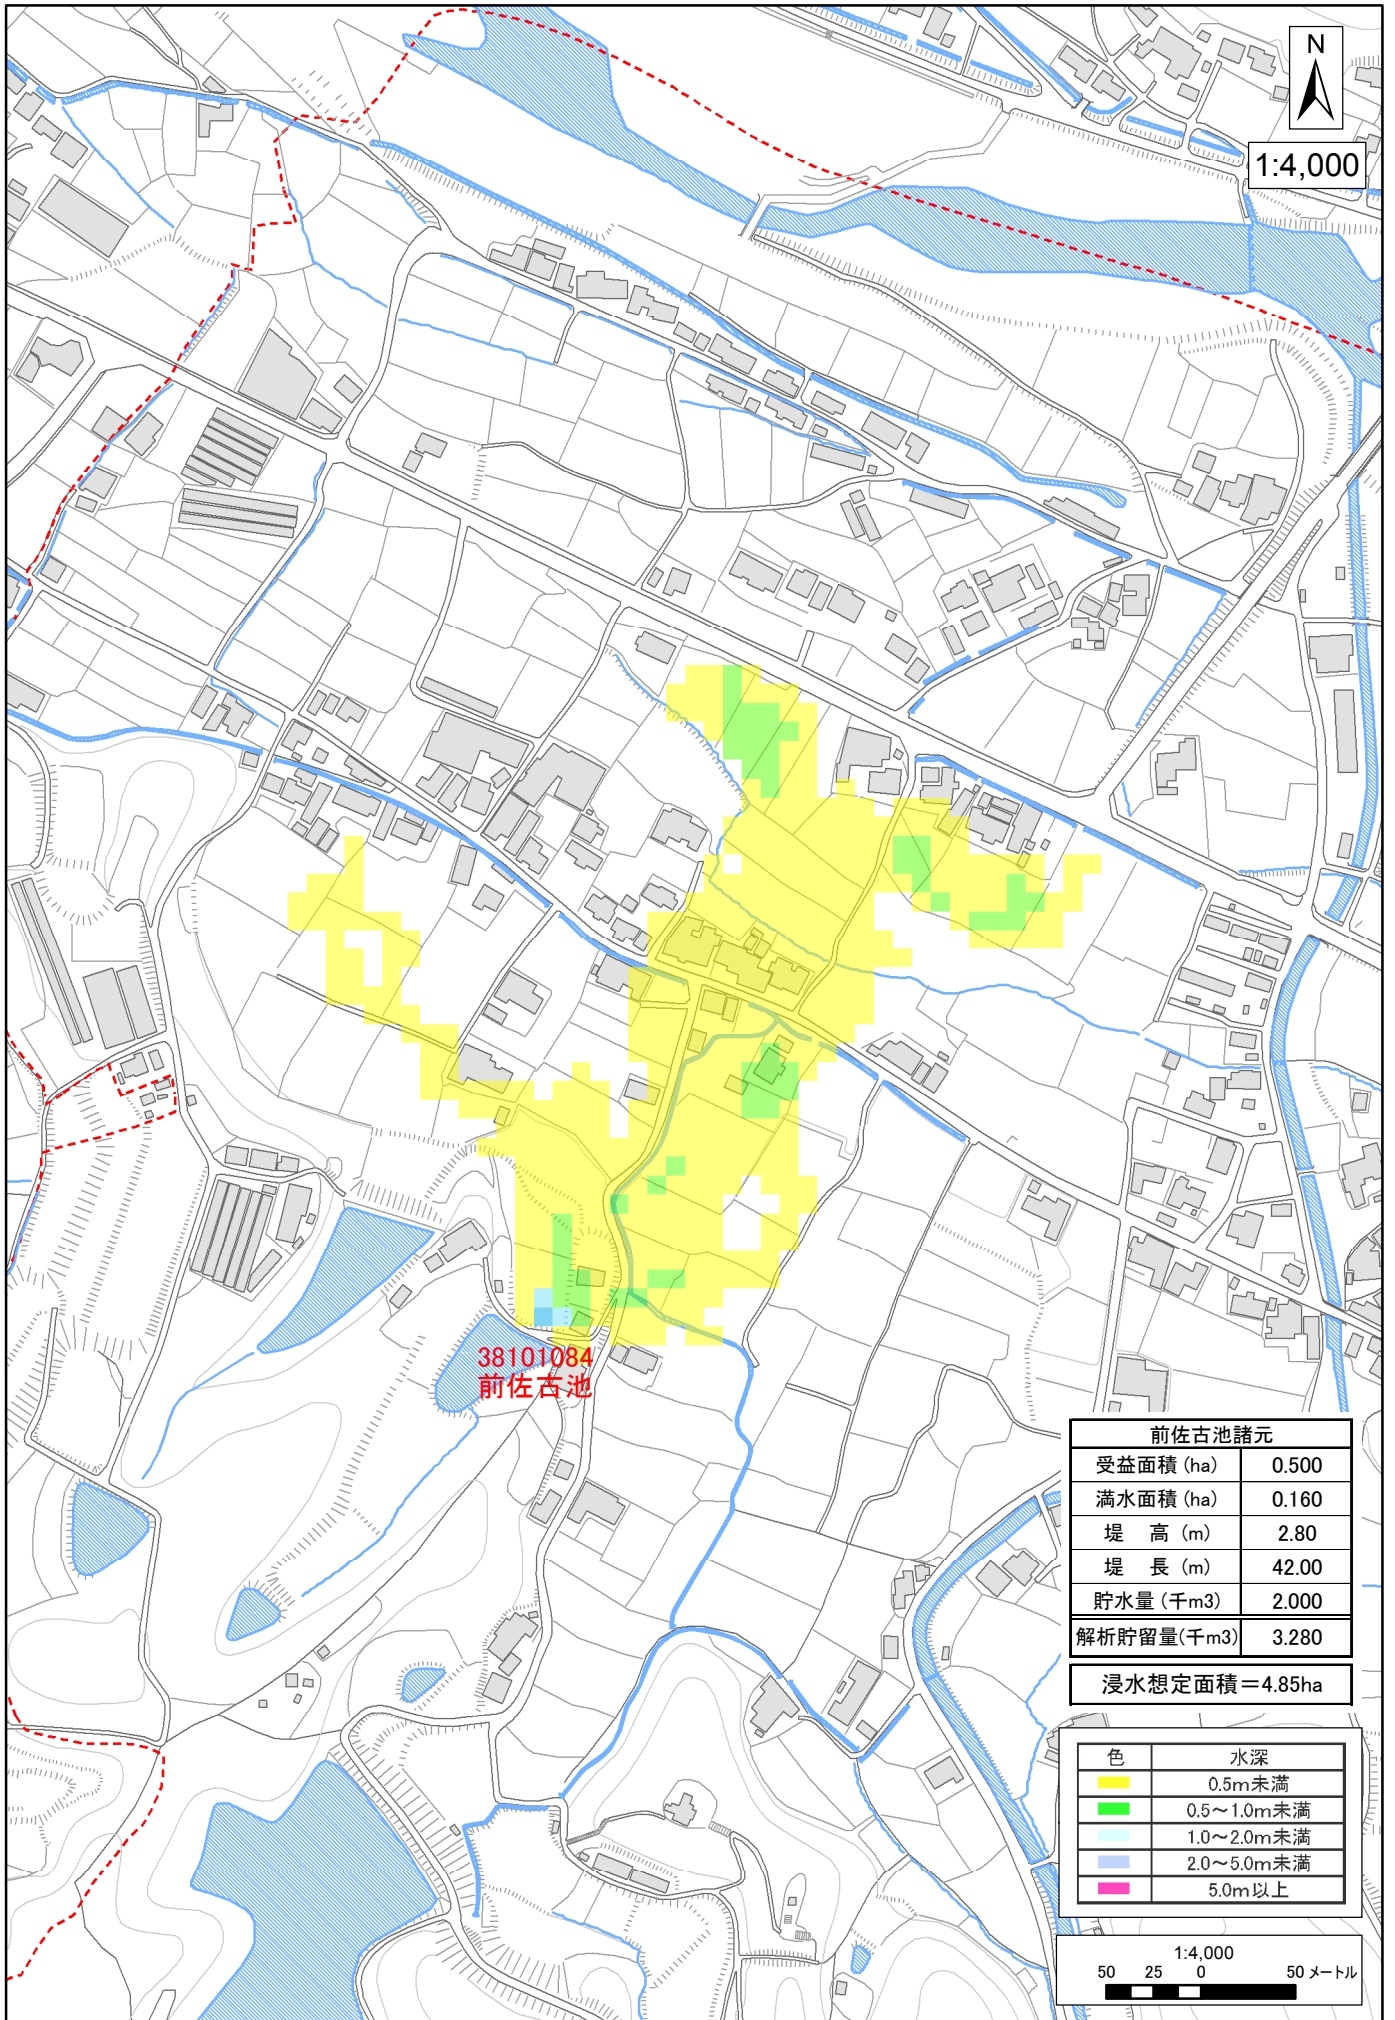 N
1:4,000
38101084
前佐古池
前佐古池諸元
受益面積(ha) 0.500
満水面積(ha) 0.160
堤 高 (m) 2.80
堤 長 (m) 42.00
貯水量(千m3) 2.000
解析貯留量(千m3) 3.280
浸水想定面積=4.85ha
色 水深
0.5m未満
0.5~1.0m未満
1.0~2.0m未満
2.0~5.0m未満
5.0m以上
1:4,000
50 25 0 50 メートル